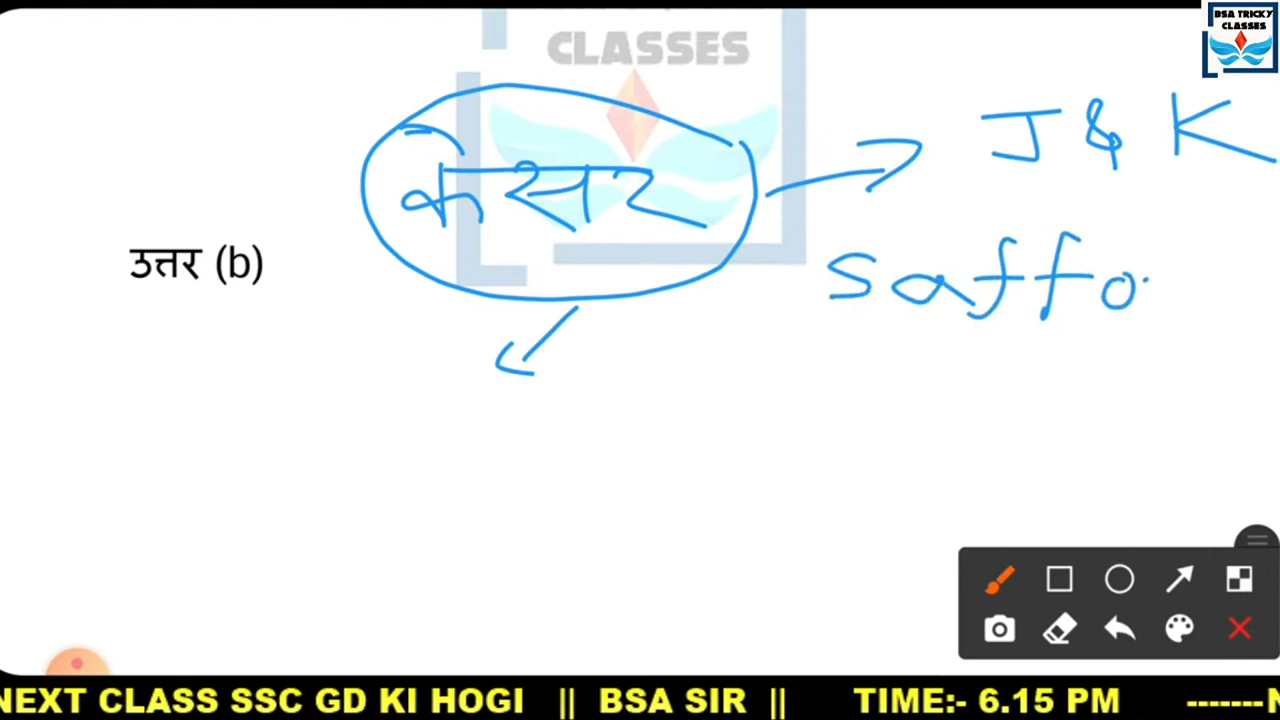 BSA TRICKY
CLASSES
CLASSES
केसर
J & K
उत्तर (b)
Saffo
NEXT CLASS SSC GD KI HOGI || BSA SIR || TIME:- 6.15 PM -------N